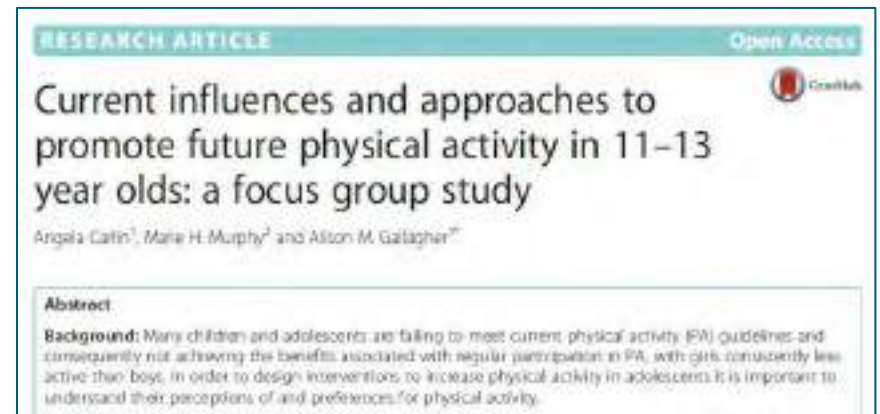 RESEARCH ARTICLE
Open Access
CrossMark
Current influences and approaches to
promote future physical activity in 11–13
year olds: a focus group study
Angela Carlin¹, Marie H. Murphy² and Alison M. Gallagher¹*
Abstract
Background: Many children and adolescents are failing to meet current physical activity (PA) guidelines and
consequently not achieving the benefits associated with regular participation in PA, with girls consistently less
active than boys. In order to design interventions to increase physical activity in adolescents it is important to
understand their perceptions of and preferences for physical activity.